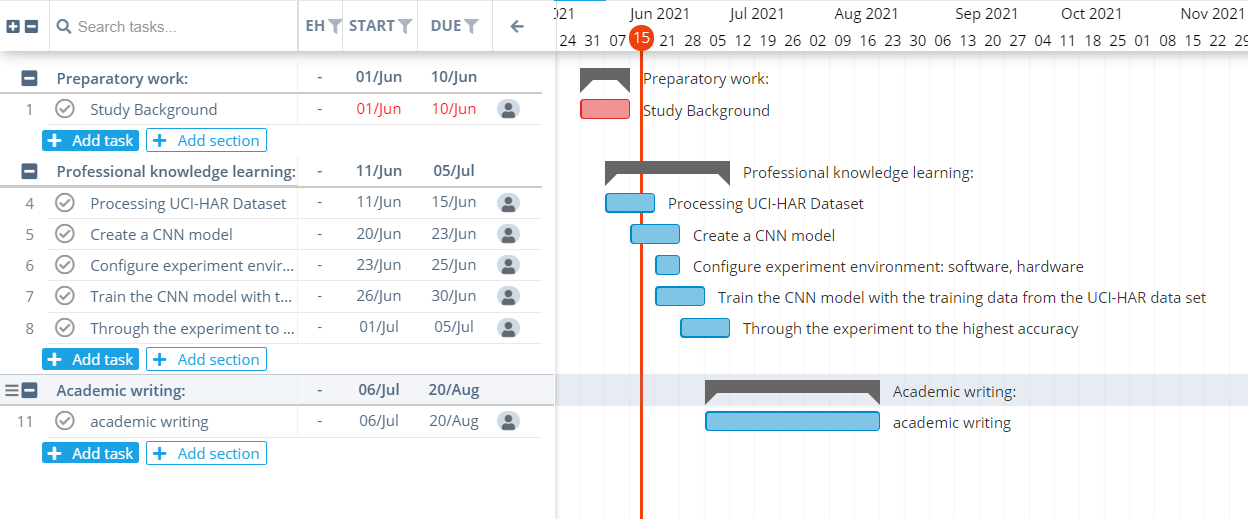 Search tasks... EH START DUE
021 Jun 2021 Jul 2021 Aug 2021 Sep 2021 Oct 2021 Nov 2021
24 31 07 15 21 28 05 12 19 26 02 09 16 23 30 06 13 20 27 04 11 18 25 01 08 15 22 29
Preparatory work: - 01/Jun 10/Jun Preparatory work:
1 Study Background - 01/Jun 10/Jun Study Background
Add task Add section
Professional knowledge learning: - 11/Jun 05/Jul Professional knowledge learning:
4 Processing UCI-HAR Dataset - 11/Jun 15/Jun Processing UCI-HAR Dataset
5 Create a CNN model - 20/Jun 23/Jun Create a CNN model
6 Configure experiment envir... - 23/Jun 25/Jun Configure experiment environment: software, hardware
7 Train the CNN model with t... - 26/Jun 30/Jun Train the CNN model with the training data from the UCI-HAR data set
8 Through the experiment to ... - 01/Jul 05/Jul Through the experiment to the highest accuracy
Add task Add section
Academic writing: - 06/Jul 20/Aug Academic writing:
11 academic writing - 06/Jul 20/Aug academic writing
Add task Add section